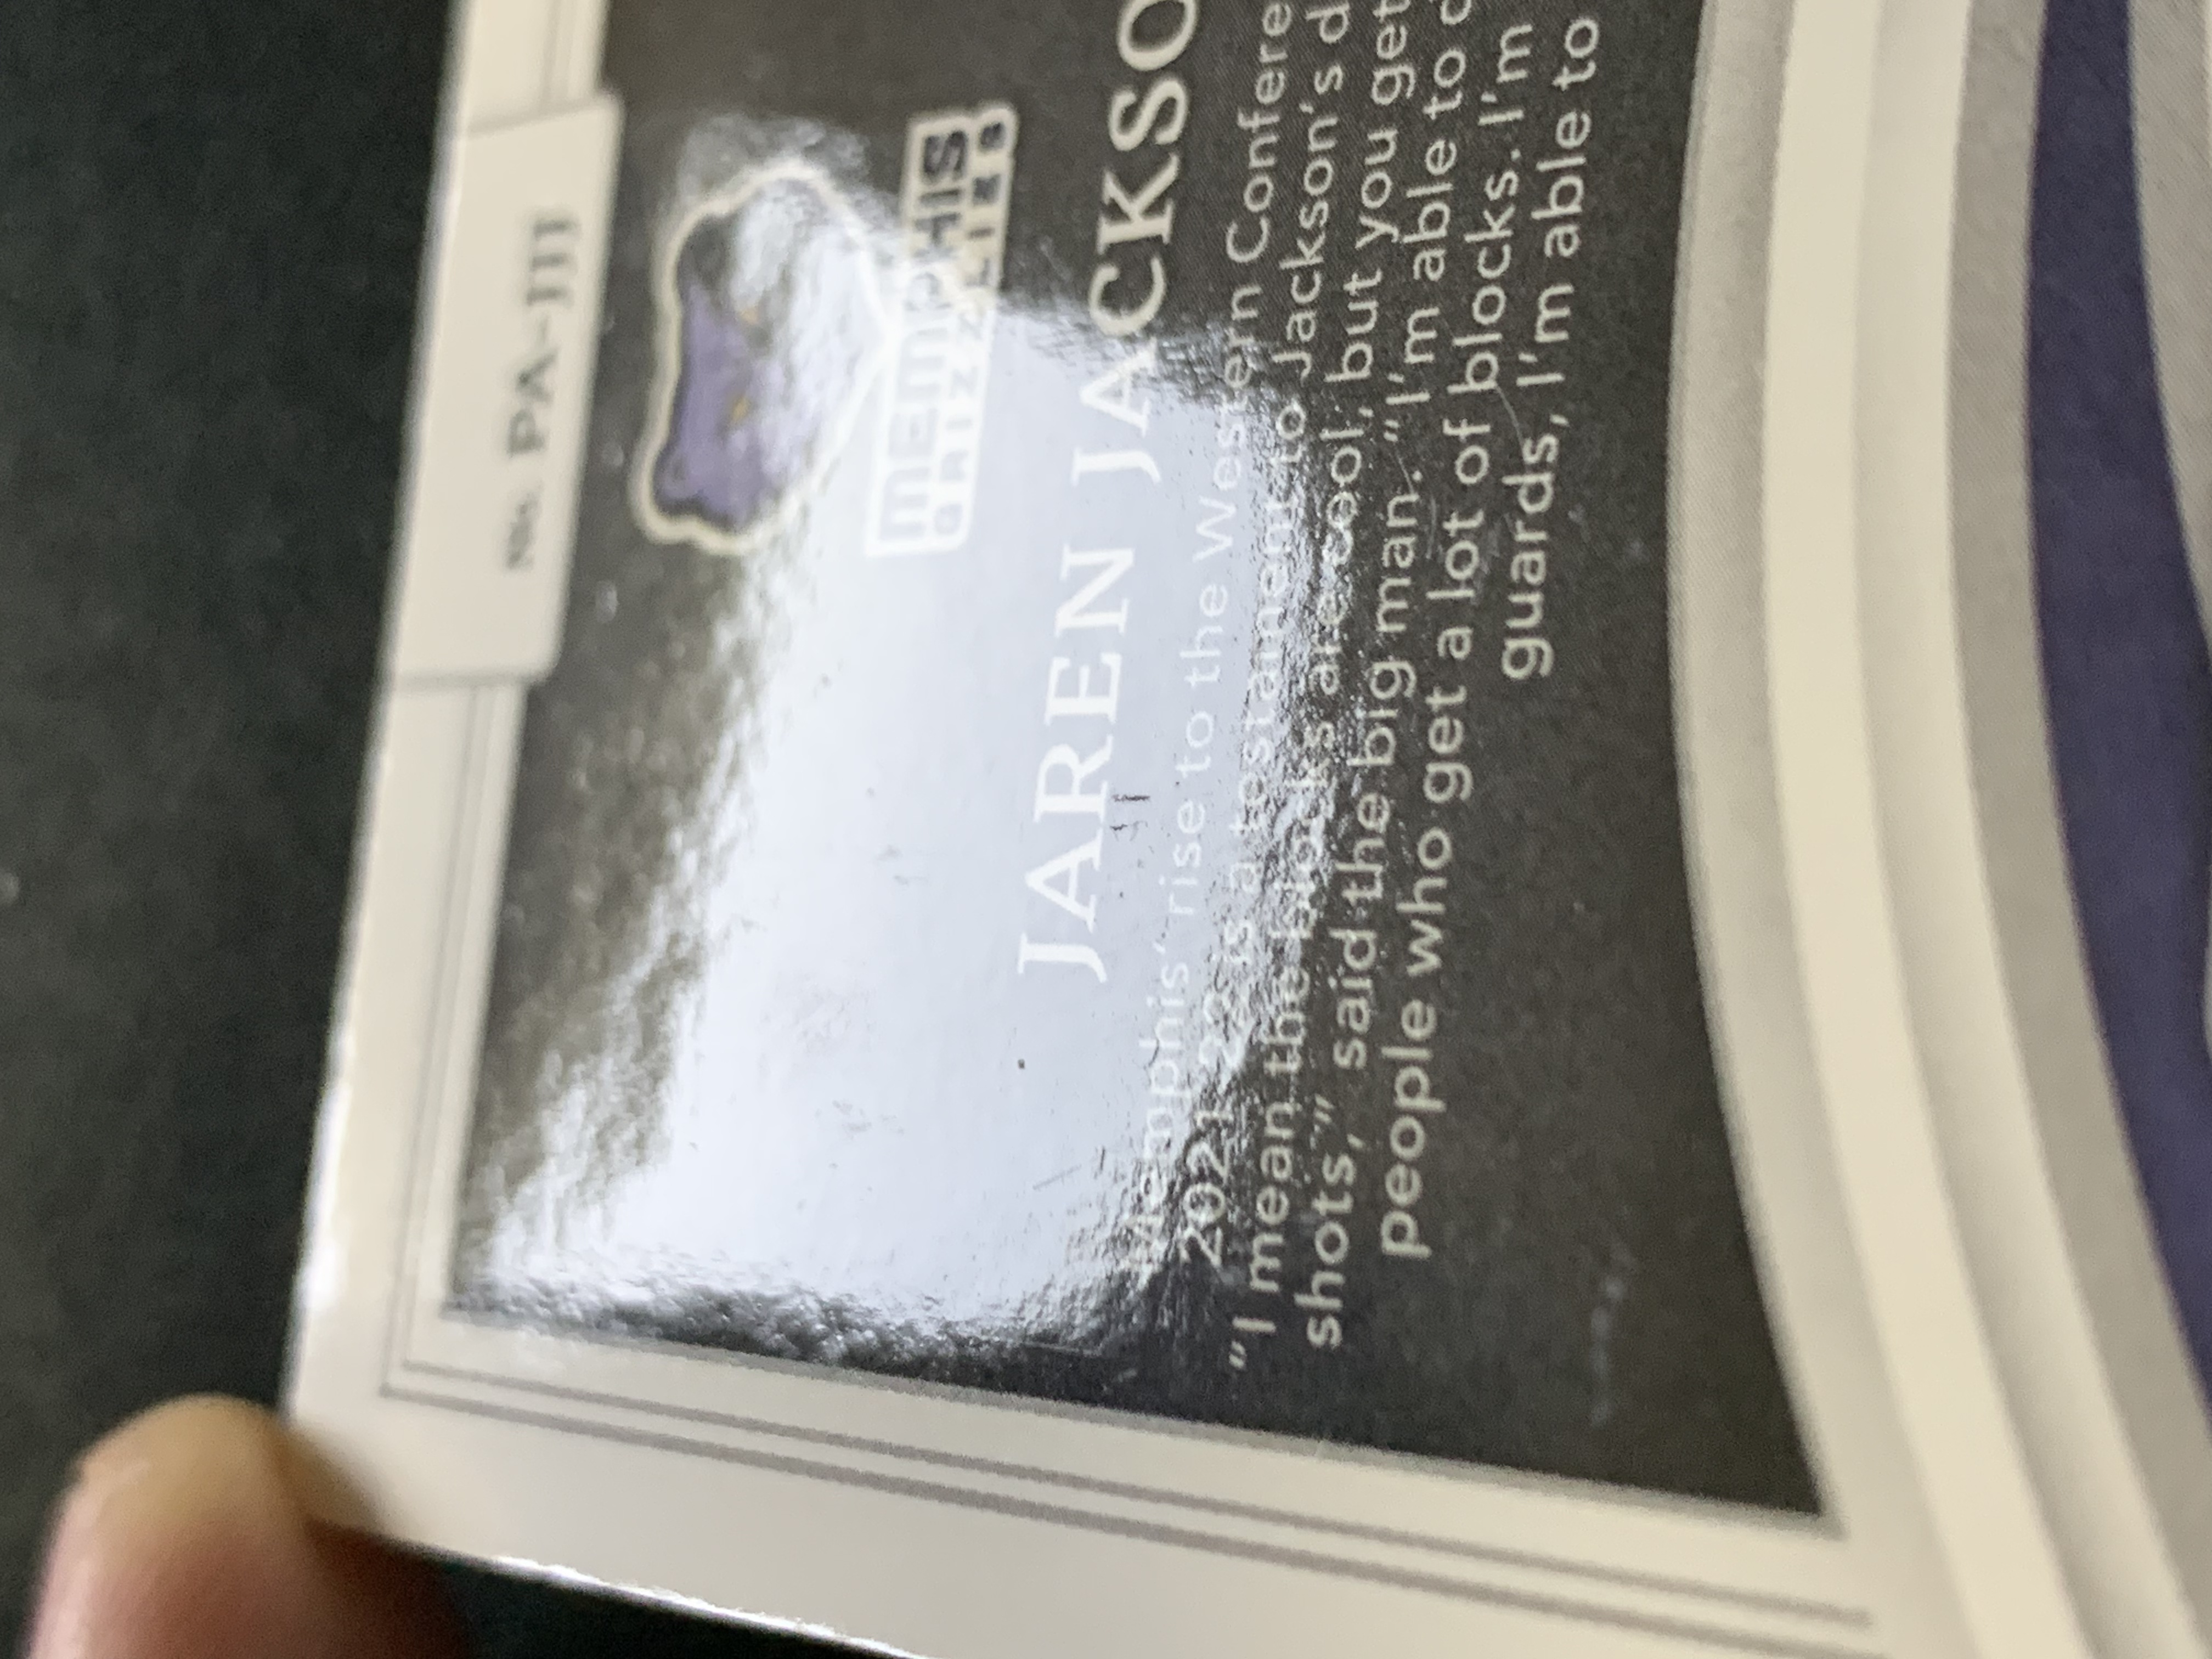 No. PA-JJJ
MEMPHIS
GRIZZLIES
JAREN JACKSO
Memphis' rise to the Western Confere
2021-22 is a testament to Jackson's d
"I mean the blocks are cool, but you get
shots," said the big man. "I'm able to
people who get a lot of blocks. I'm
guards, I'm able to